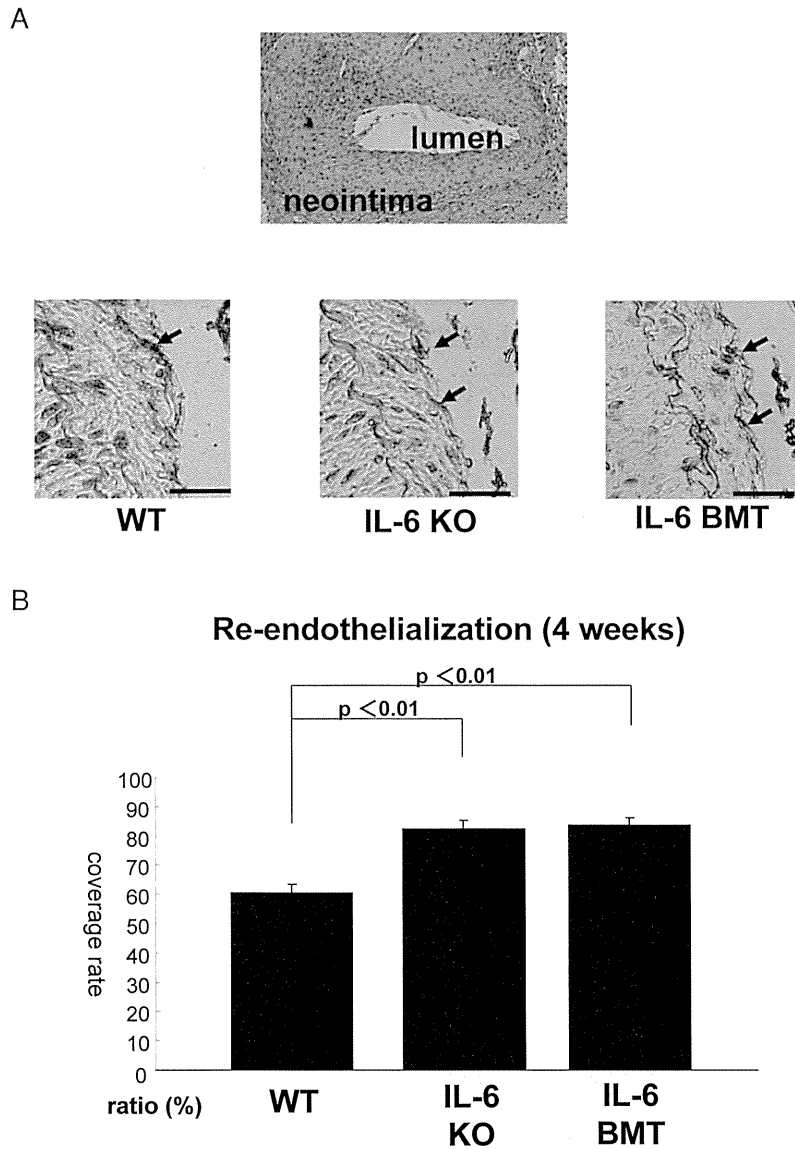 A
lumen
neointima
WT
IL-6 KO
IL-6 BMT
B
Re-endothelialization (4 weeks)
p <0.01
p <0.01
100
90
80
70
60
50
40
30
20
10
0
coverage rate
ratio (%)
WT
IL-6
KO
IL-6
BMT